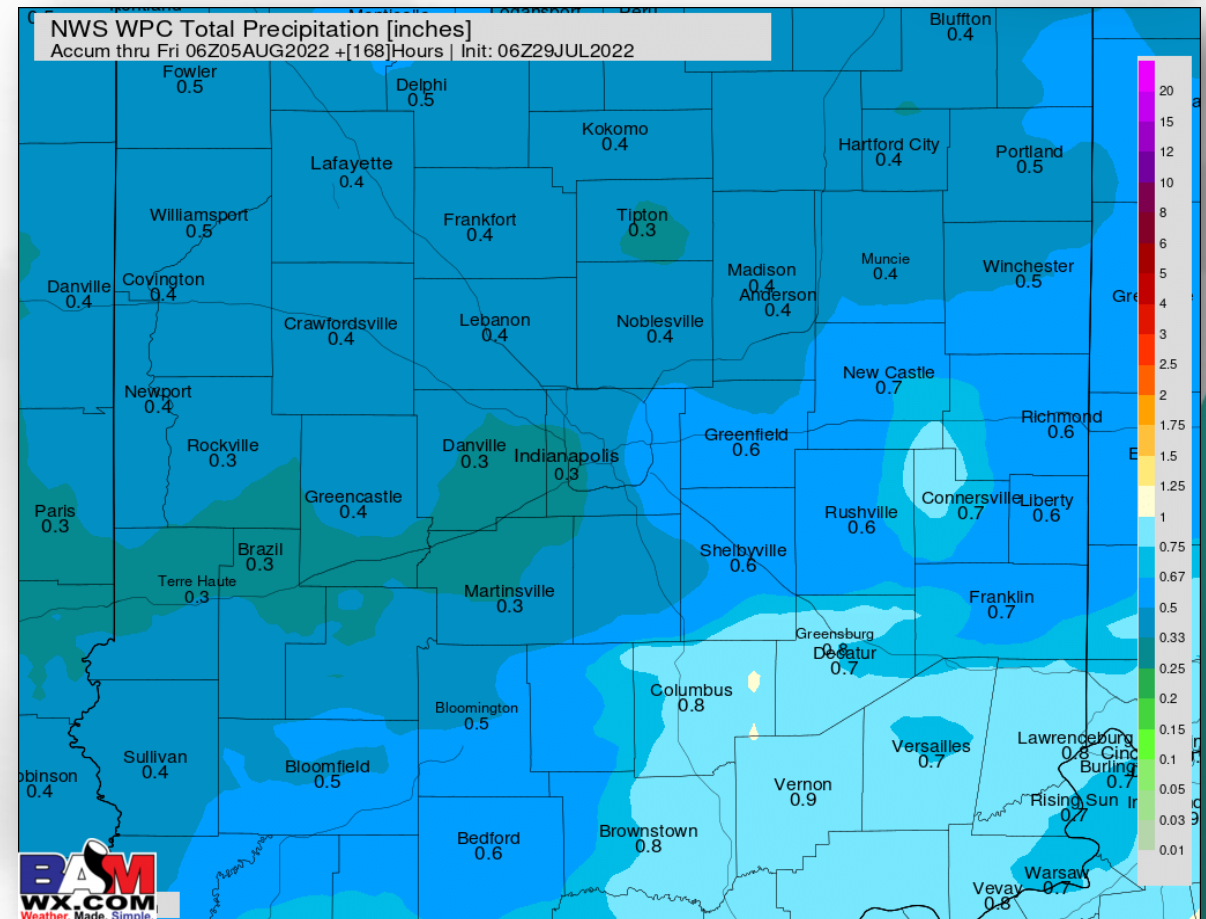 NWS WPC Total Precipitation [inches]
Accum thru Fri 06Z05AUG2022 +[168]Hours | Init: 06Z29JUL2022
Bluffton
0.4
Fowler
0.5
Delphi
0.5
Kokomo
0.4
Hartford City
0.4
Portland
0.5
Lafayette
0.4
Williamsport
0.5
Frankfort
0.4
Tipton
0.3
Muncie
0.4
Winchester
0.5
Madison
0.4
Anderson
0.4
Danville
0.4
Covington
0.4
Crawfordsville
0.4
Lebanon
0.4
Noblesville
0.4
New Castle
0.7
Newport
0.4
Richmond
0.6
Rockville
0.3
Danville
0.3
Indianapolis
0.3
Greenfield
0.6
Greencastle
0.4
Connersville
0.7
Liberty
0.6
Paris
0.3
Rushville
0.6
Brazil
0.3
Shelbyville
0.6
Terre Haute
0.3
Martinsville
0.3
Franklin
0.7
Greensburg
0.8
Decatur
0.7
Columbus
0.8
Bloomington
0.5
Versailles
0.7
Lawrenceburg
0.8
Sullivan
0.4
Bloomfield
0.5
0.7
0.4
Vernon
0.9
Rising Sun
0.7
Brownstown
0.8
Bedford
0.6
Warsaw
0.7
Vevay
0.8
20
15
12
10
8
6
5
4
3
2.5
2
1.75
1.5
1.25
1
0.75
0.67
0.5
0.33
0.25
0.2
0.15
0.1
0.05
0.03
0.01
BAM
WX.COM
Weather. Made. Simple.